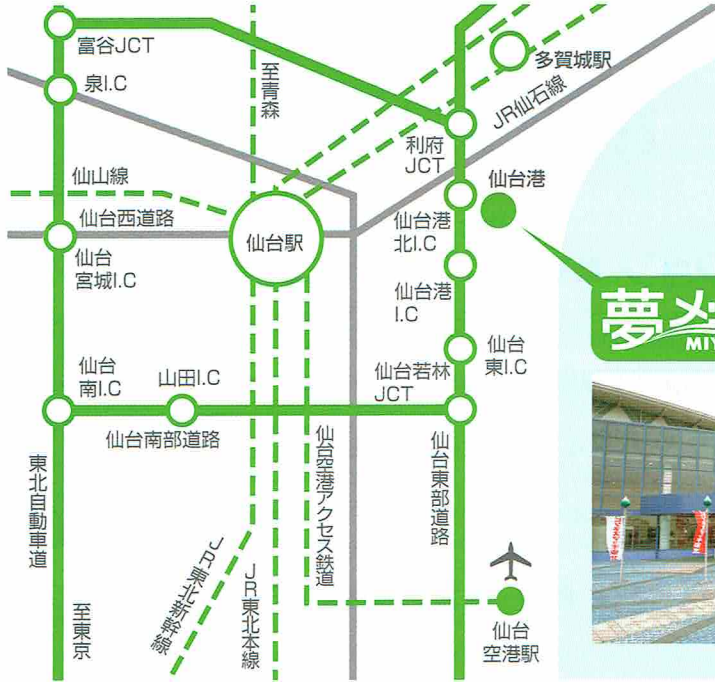 富谷JCT
泉I.C
至青森
多賀城駅
JR仙石線
利府
JCT
仙台港
仙山線
仙台西道路
仙台駅
仙台港
北I.C
仙台
宮城I.C
仙台港
I.C
夢メ
MIY
仙台
東I.C
仙台
南I.C
山田I.C
仙台若林
JCT
仙台南部道路
東北自動車道
仙台空港アクセス鉄道
仙台東部道路
JR東北新幹線
JR東北本線
至東京
仙台
空港駅